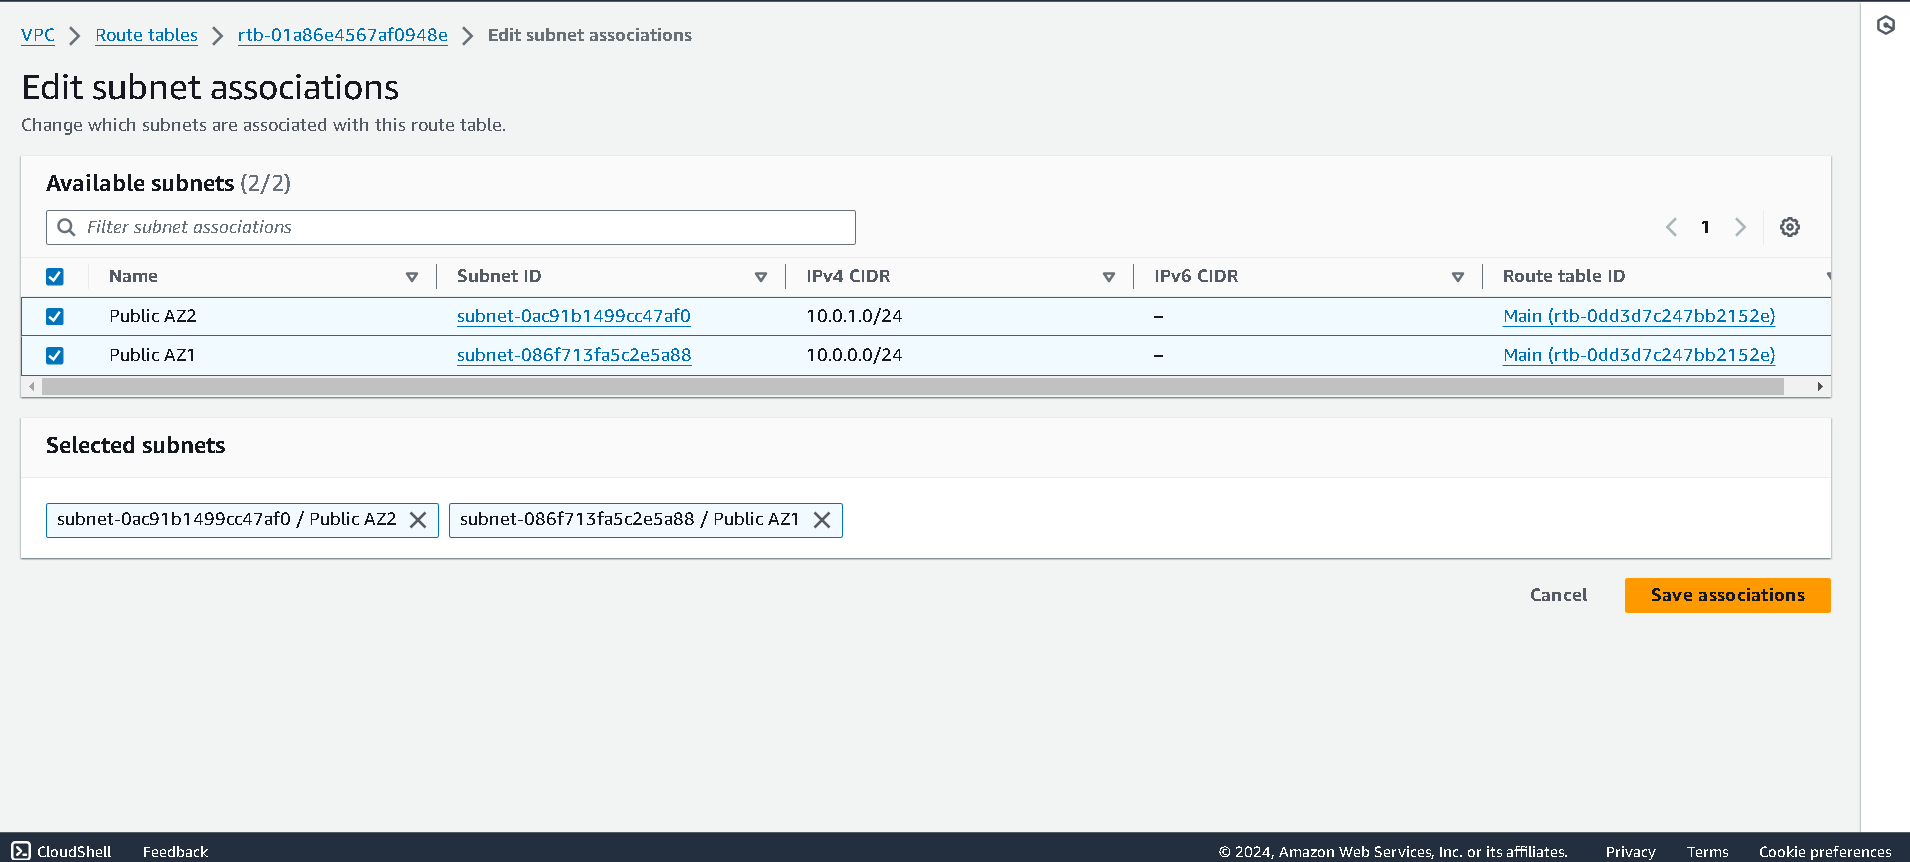 VPC > Route tables > rtb-01a86e4567af0948e > Edit subnet associations
Edit subnet associations
Change which subnets are associated with this route table.
Available subnets (2/2)
Filter subnet associations
1
Name Subnet ID IPv4 CIDR IPv6 CIDR Route table ID
Public AZ2 subnet-0ac91b1499cc47af0 10.0.1.0/24 – Main (rtb-0dd3d7c247bb2152e)
Public AZ1 subnet-086f713fa5c2e5a88 10.0.0.0/24 – Main (rtb-0dd3d7c247bb2152e)
Selected subnets
subnet-0ac91b1499cc47af0 / Public AZ2 subnet-086f713fa5c2e5a88 / Public AZ1
Cancel Save associations
CloudShell Feedback © 2024, Amazon Web Services, Inc. or its affiliates. Privacy Terms Cookie preferences